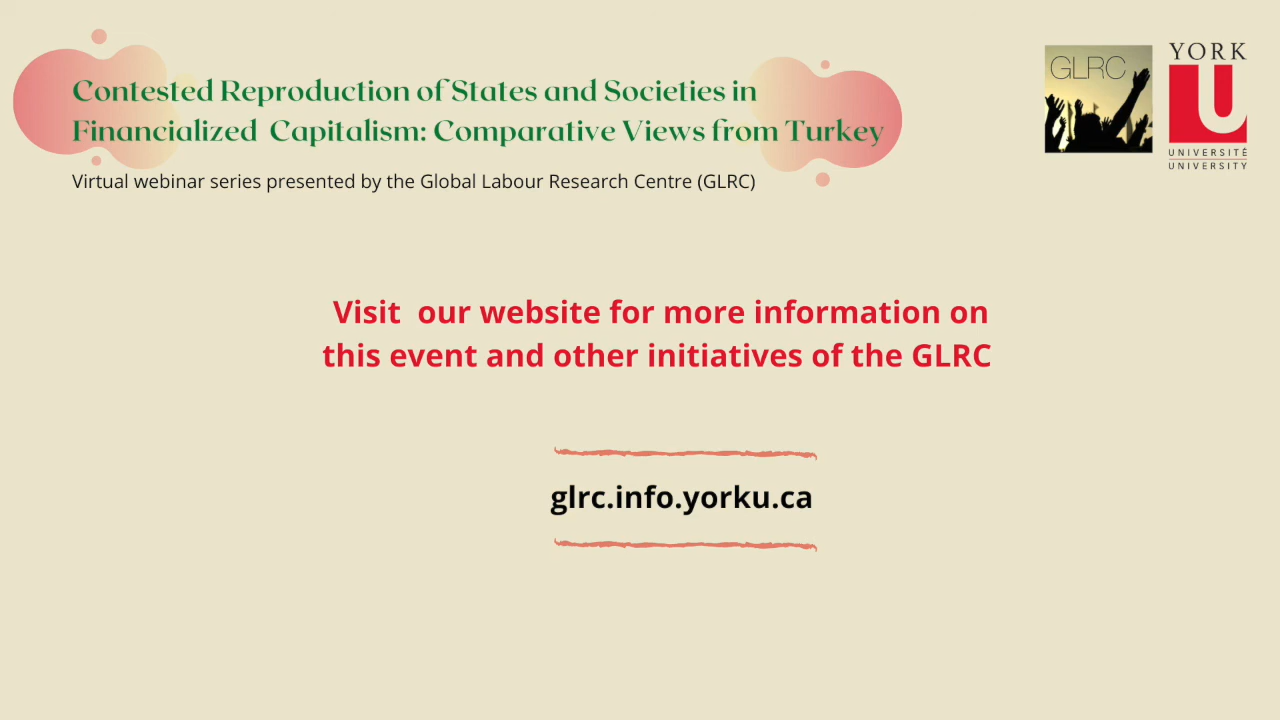 Contested Reproduction of States and Societies in
Financialized Capitalism: Comparative Views from Turkey
Virtual webinar series presented by the Global Labour Research Centre (GLRC)
GLRC
YORK
U
UNIVERSITÉ
UNIVERSITY
Visit our website for more information on
this event and other initiatives of the GLRC
glrc.info.yorku.ca